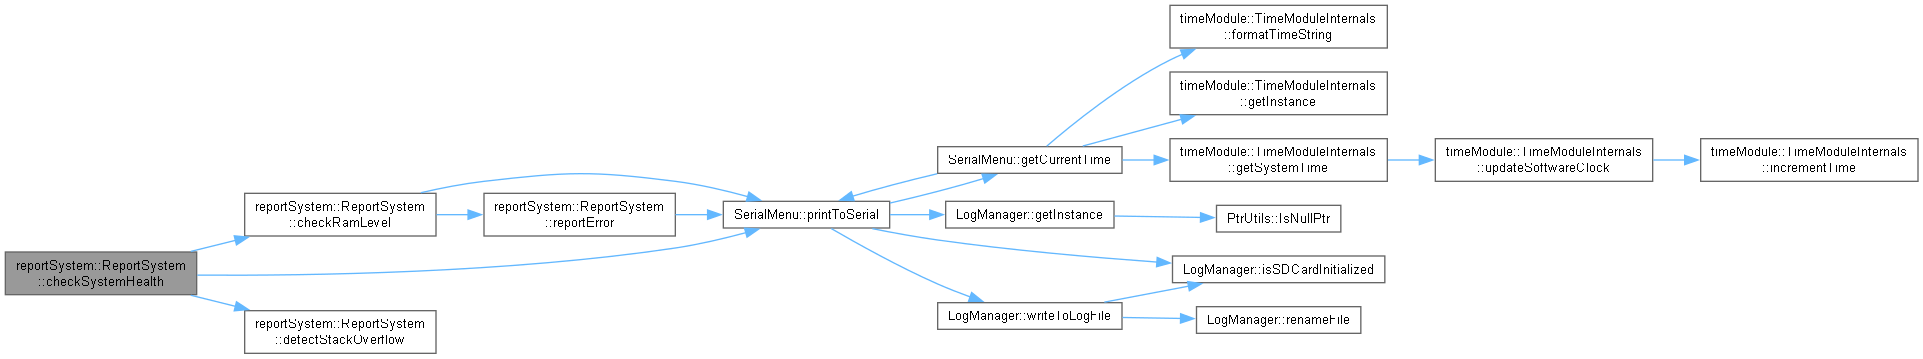 timeModule::TimeModuleInternals
::formatTimeString
timeModule::TimeModuleInternals
::getInstance
SerialMenu::getCurrentTime
timeModule::TimeModuleInternals
::getSystemTime
timeModule::TimeModuleInternals
::updateSoftwareClock
timeModule::TimeModuleInternals
::incrementTime
reportSystem::ReportSystem
::checkRamLevel
reportSystem::ReportSystem
::reportError
SerialMenu::printToSerial
LogManager::getInstance
PtrUtils::IsNullPtr
reportSystem::ReportSystem
::checkSystemHealth
LogManager::isSDCardInitialized
reportSystem::ReportSystem
::detectStackOverflow
LogManager::writeToLogFile
LogManager::renameFile